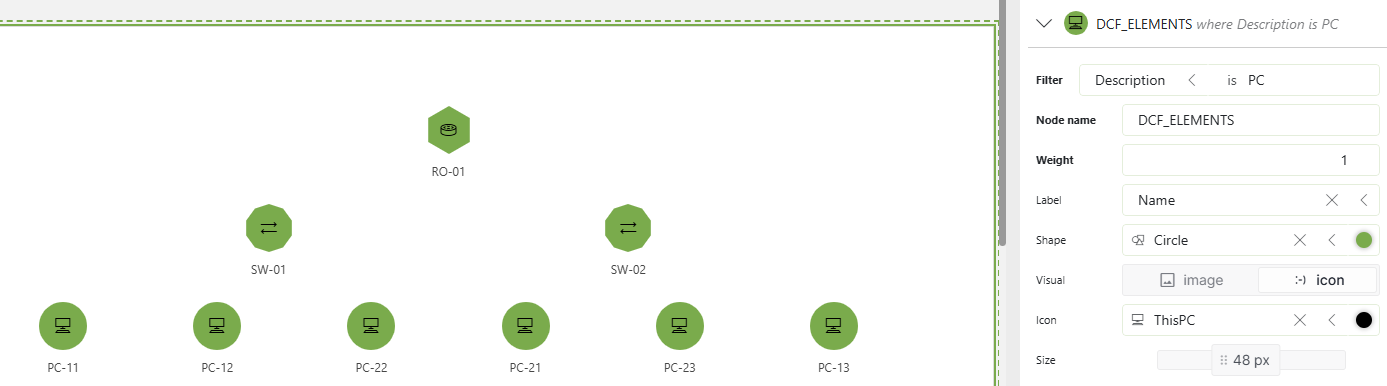 RO-01
SW-01 SW-02
PC-11 PC-12 PC-22 PC-21 PC-23 PC-13
DCF_ELEMENTS where Description is PC
Filter Description is PC
Node name DCF_ELEMENTS
Weight 1
Label Name
Shape Circle
Visual image :-) icon
Icon ThisPC
Size 48 px